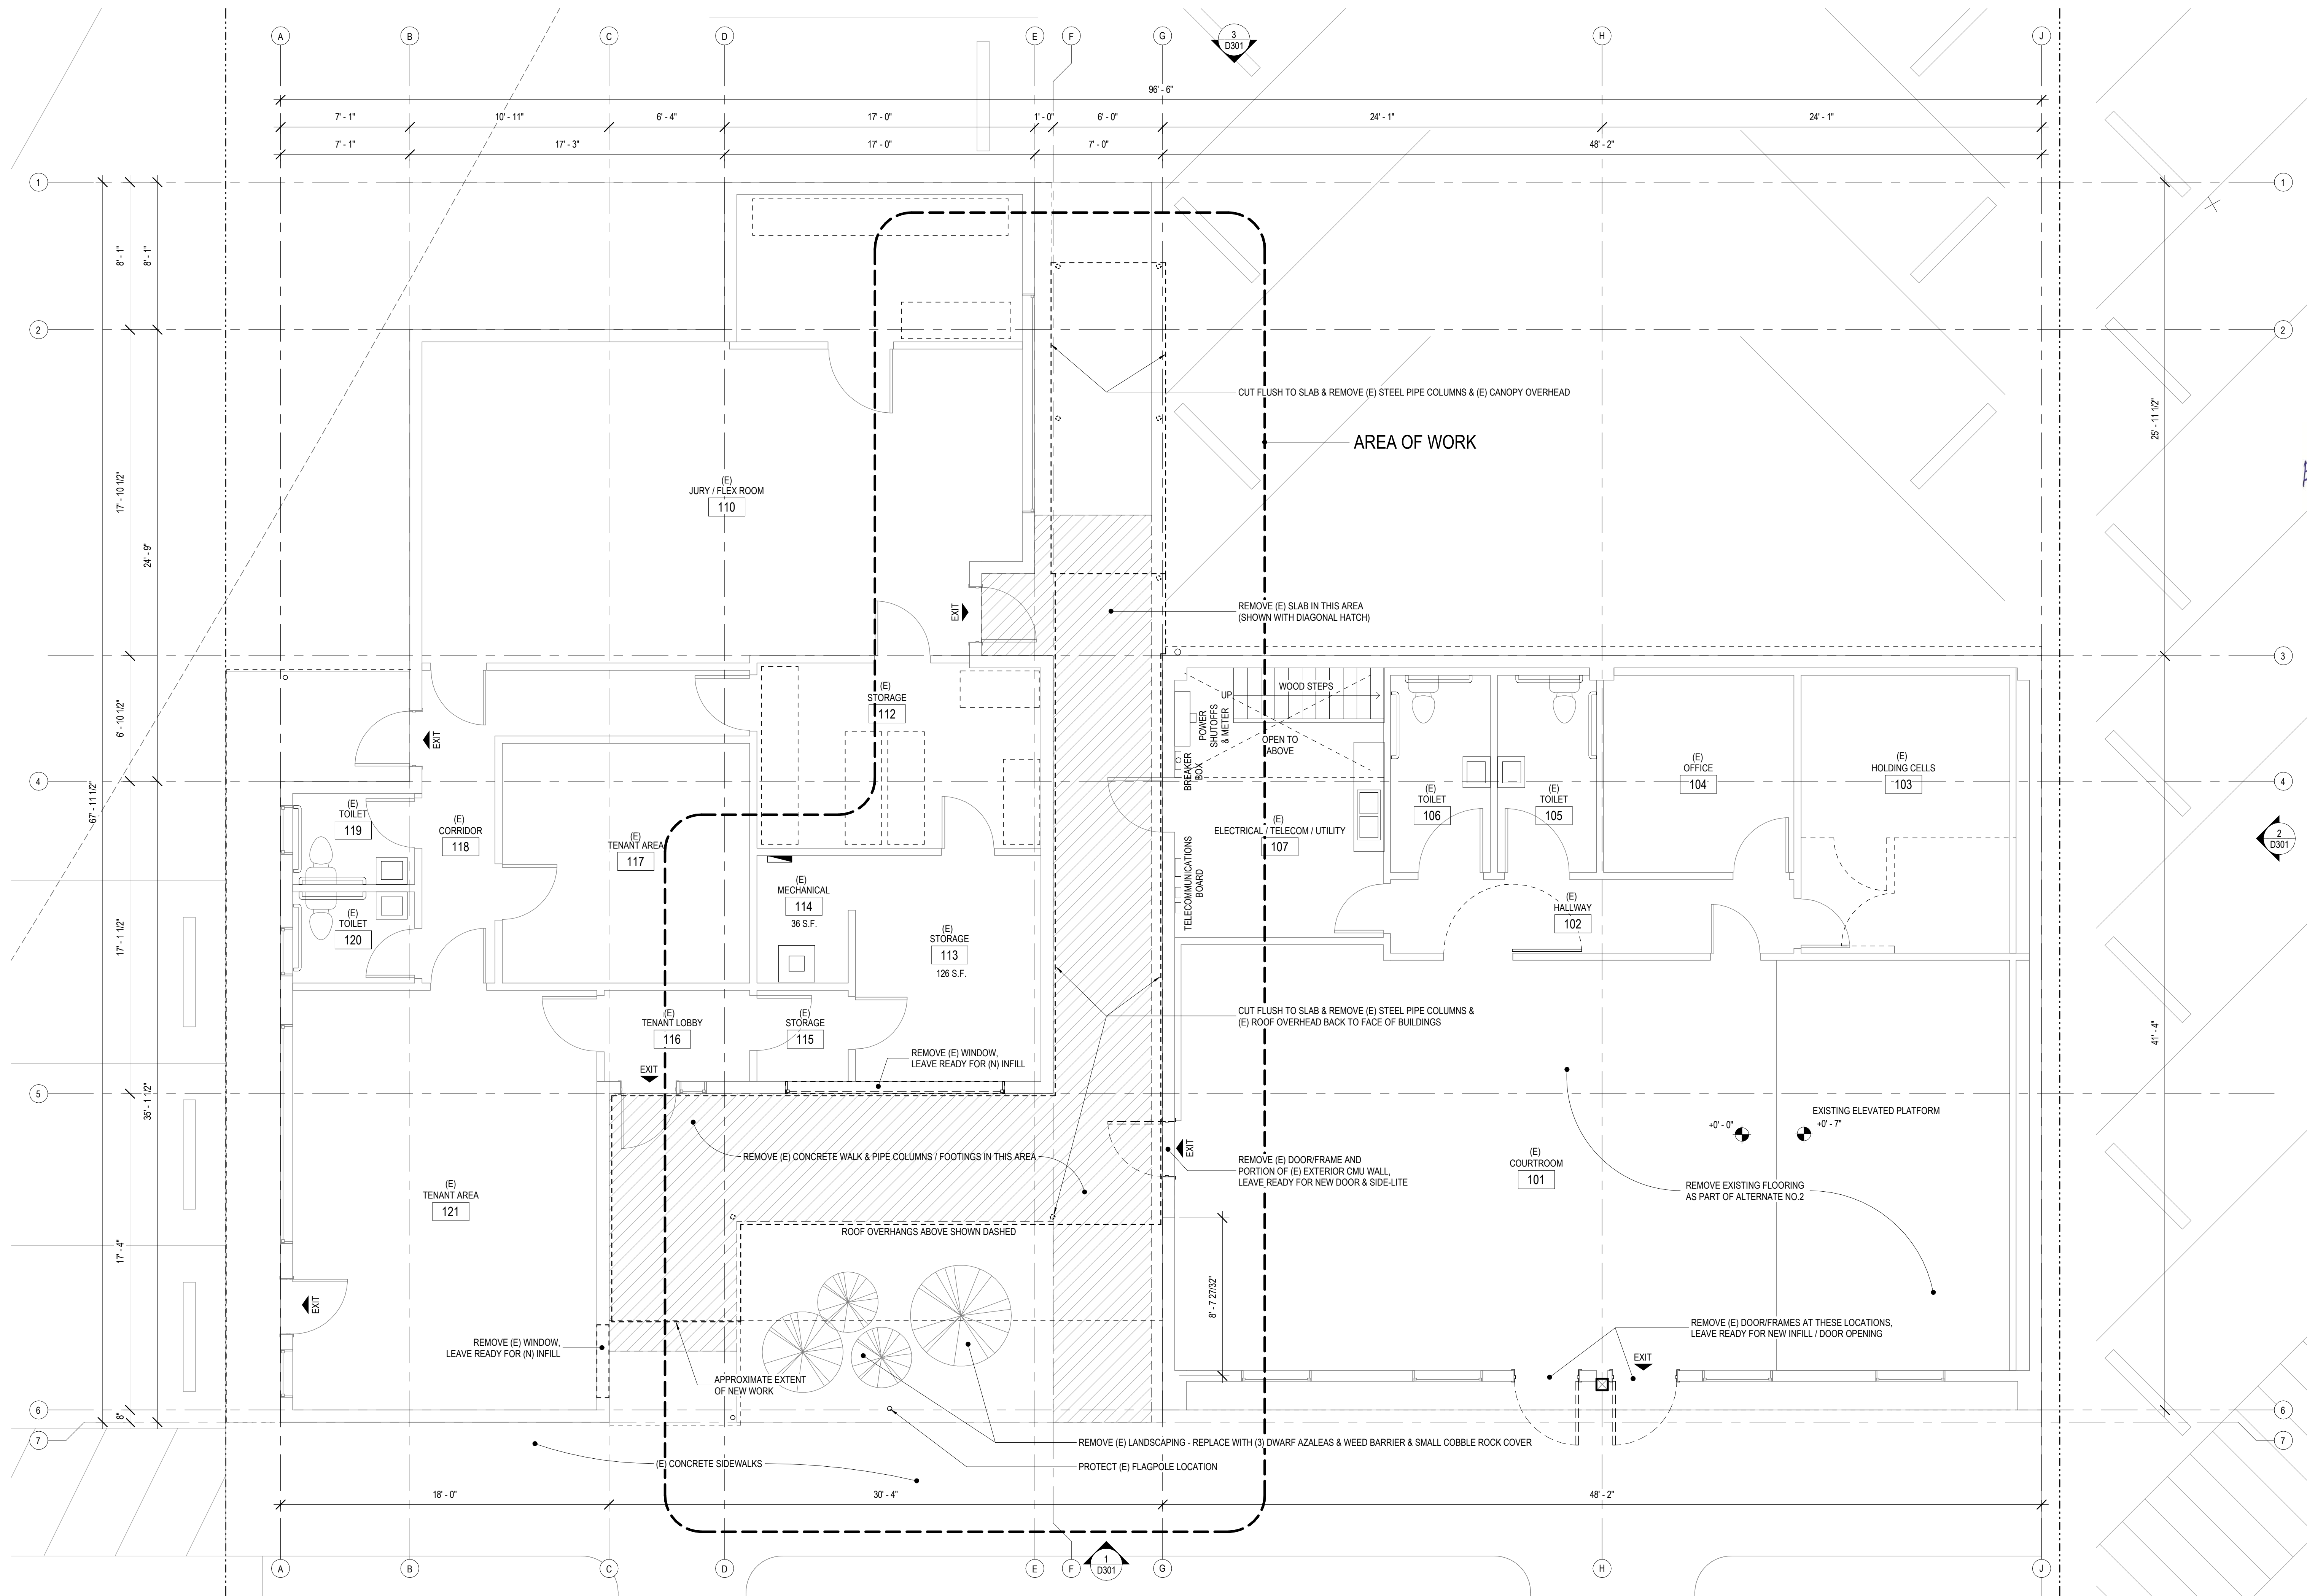 A
B
C
D
E
F
G
H
J
3
D301
96' - 6"
7' - 1"
10' - 11"
6' - 4"
17' - 0"
1' - 0"
6' - 0"
24' - 1"
24' - 1"
7' - 1"
17' - 3"
17' - 0"
7' - 0"
48' - 2"
1
1
8' - 1"
8' - 1"
2
2
CUT FLUSH TO SLAB & REMOVE (E) STEEL PIPE COLUMNS & (E) CANOPY OVERHEAD
25' - 11 1/2"
AREA OF WORK
17' - 10 1/2"
24' - 9"
(E)
JURY / FLEX ROOM
110
EXIT
REMOVE (E) SLAB IN THIS AREA
(SHOWN WITH DIAGONAL HATCH)
3
3
6' - 10 1/2"
(E)
STORAGE
112
EXIT
UP
WOOD STEPS
POWER
SHUTOFFS
& METER
OPEN TO
ABOVE
BREAKER
BOX
(E)
OFFICE
104
(E)
HOLDING CELLS
103
4
4
67' - 11 1/2"
(E)
TOILET
119
(E)
CORRIDOR
118
(E)
TENANT AREA
117
(E)
ELECTRICAL / TELECOM / UTILITY
107
(E)
TOILET
106
(E)
TOILET
105
2
D301
TELECOMMUNICATIONS
BOARD
(E)
MECHANICAL
114
36 S.F.
(E)
TOILET
120
(E)
STORAGE
113
126 S.F.
(E)
HALLWAY
102
17' - 1 1/2"
(E)
TENANT LOBBY
116
(E)
STORAGE
115
CUT FLUSH TO SLAB & REMOVE (E) STEEL PIPE COLUMNS &
(E) ROOF OVERHEAD BACK TO FACE OF BUILDINGS
41' - 4"
REMOVE (E) WINDOW,
LEAVE READY FOR (N) INFILL
EXIT
5
5
35' - 1 1/2"
EXISTING ELEVATED PLATFORM
+0' - 0"
+0' - 7"
EXIT
REMOVE (E) CONCRETE WALK & PIPE COLUMNS / FOOTINGS IN THIS AREA
REMOVE (E) DOOR/FRAME AND
PORTION OF (E) EXTERIOR CMU WALL,
LEAVE READY FOR NEW DOOR & SIDE-LITE
(E)
COURTROOM
101
REMOVE EXISTING FLOORING
AS PART OF ALTERNATE NO.2
(E)
TENANT AREA
121
ROOF OVERHANGS ABOVE SHOWN DASHED
17' - 4"
8' - 7 27/32"
EXIT
REMOVE (E) WINDOW,
LEAVE READY FOR (N) INFILL
REMOVE (E) DOOR/FRAMES AT THESE LOCATIONS,
LEAVE READY FOR NEW INFILL / DOOR OPENING
EXIT
APPROXIMATE EXTENT
OF NEW WORK
6
6
8"
7
7
REMOVE (E) LANDSCAPING - REPLACE WITH (3) DWARF AZALEAS & WEED BARRIER & SMALL COBBLE ROCK COVER
(E) CONCRETE SIDEWALKS
PROTECT (E) FLAGPOLE LOCATION
18' - 0"
30' - 4"
48' - 2"
A
B
C
D
E
F
1
D301
G
H
J